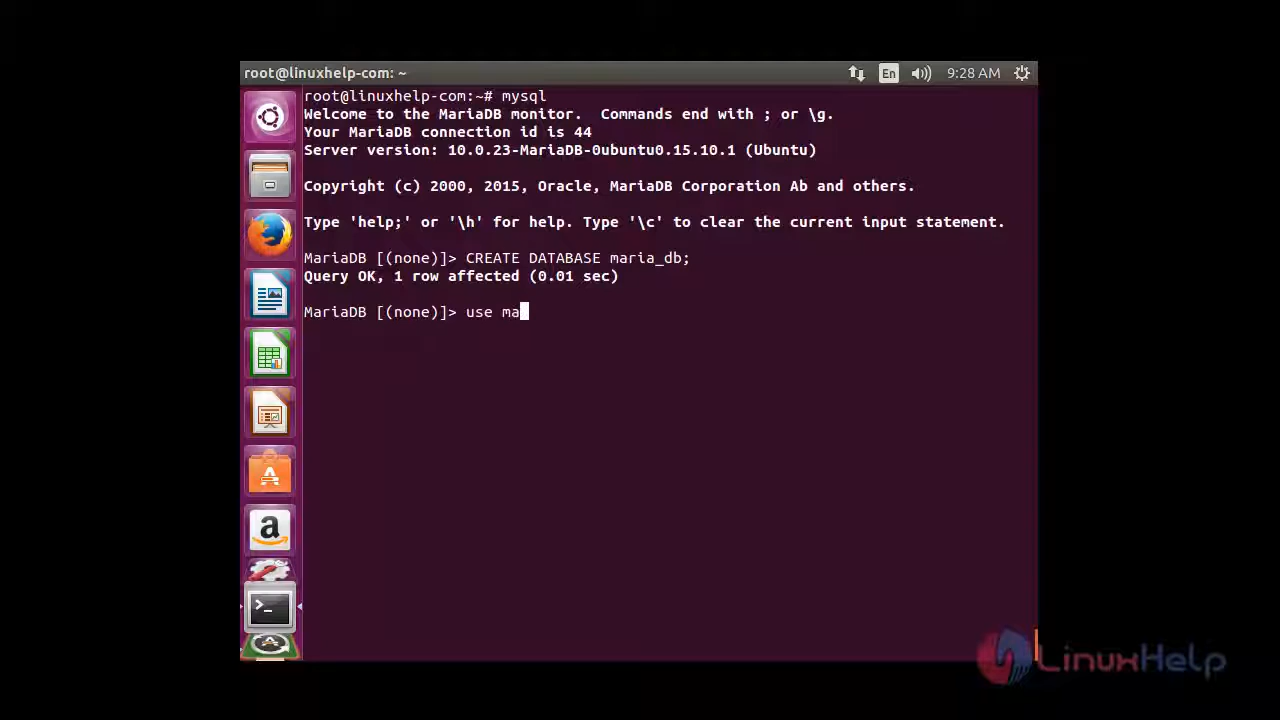 root@linuxhelp-com: ~
En
9:28 AM
root@linuxhelp-com:~# mysql
Welcome to the MariaDB monitor.  Commands end with ; or \g.
Your MariaDB connection id is 44
Server version: 10.0.23-MariaDB-0ubuntu0.15.10.1 (Ubuntu)
Copyright (c) 2000, 2015, Oracle, MariaDB Corporation Ab and others.
Type 'help;' or '\h' for help. Type '\c' to clear the current input statement.
MariaDB [(none)]> CREATE DATABASE maria_db;
Query OK, 1 row affected (0.01 sec)
MariaDB [(none)]> use ma
LinuxHelp